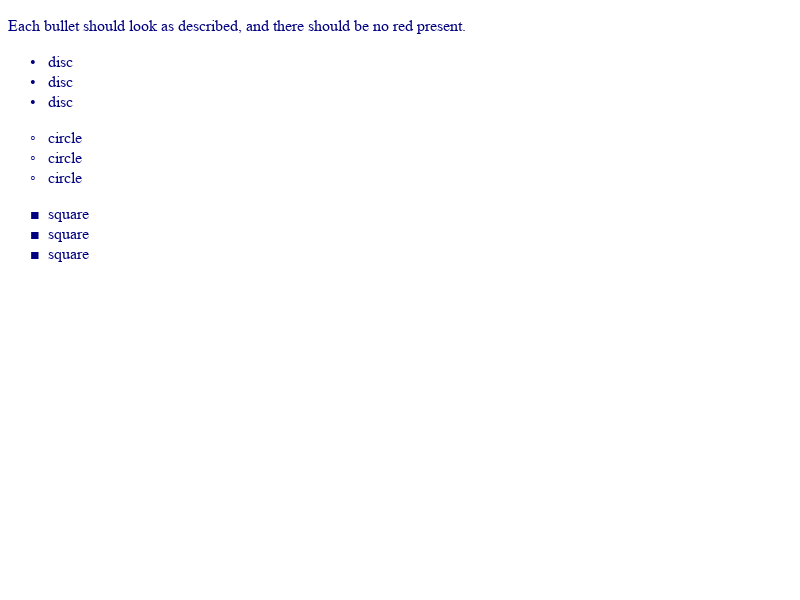 Each bullet should look as described, and there should be no red present.
• disc
• disc
• disc
◦ circle
◦ circle
◦ circle
▪ square
▪ square
▪ square